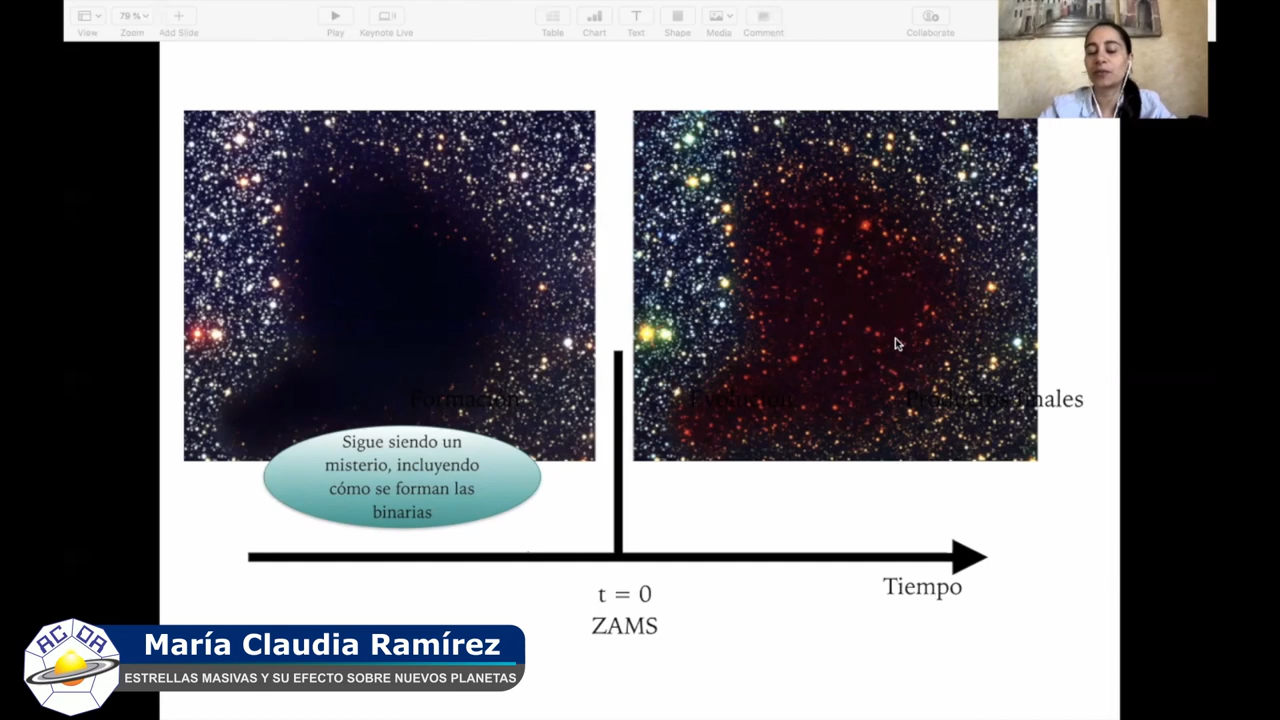 View
79 %
Zoom
Add Slide
Play
Keynote Live
Table
Chart
Text
Shape
Media
Comment
Collaborate
Formación
Evolución
Productos finales
Sigue siendo un
misterio, incluyendo
cómo se forman las
binarias
t = 0
ZAMS
Tiempo
ACDA
María Claudia Ramírez
ESTRELLAS MASIVAS Y SU EFECTO SOBRE NUEVOS PLANETAS